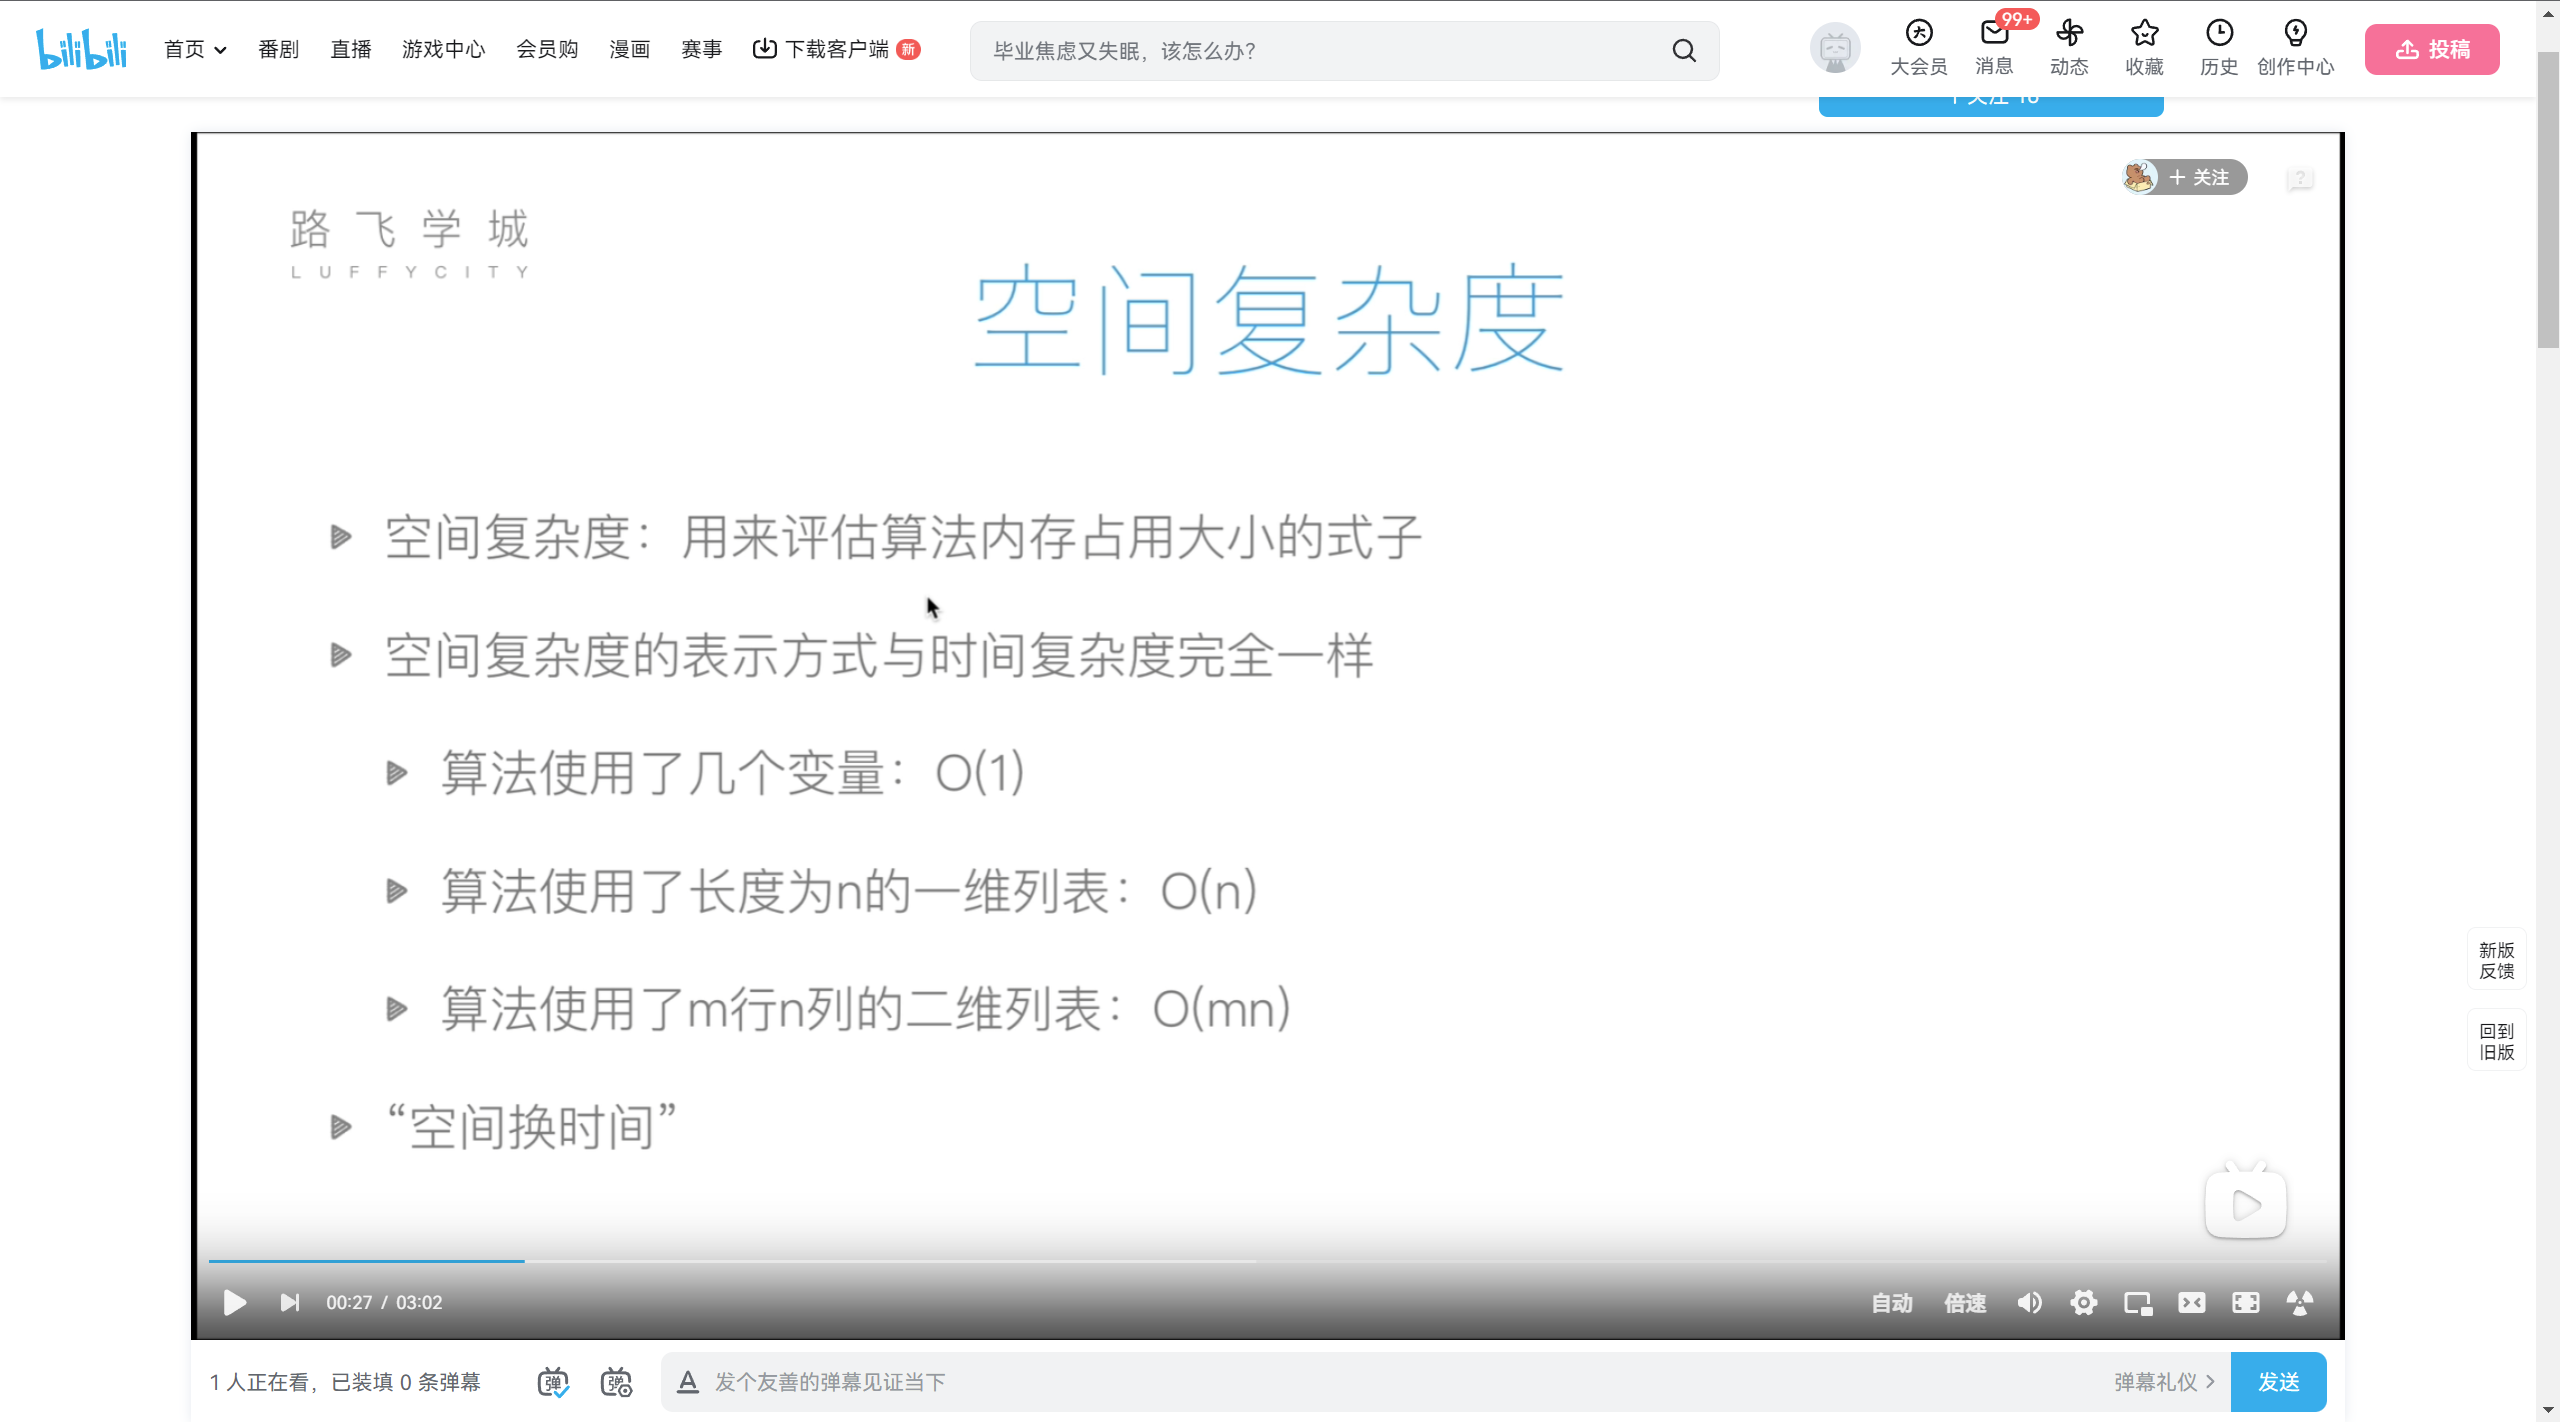 bilibili 首页 番剧 直播 游戏中心 会员购 漫画 赛事 下载客户端 新 毕业焦虑又失眠，该怎么办? 大会员 99+ 消息 动态 收藏 历史 创作中心 投稿
+ 关注
路飞学城
LUFFYCITY
空间复杂度
空间复杂度：用来评估算法内存占用大小的式子
空间复杂度的表示方式与时间复杂度完全一样
算法使用了几个变量：O(1)
算法使用了长度为n的一维列表：O(n)
算法使用了m行n列的二维列表：O(mn)
“空间换时间”
新版
反馈
回到
旧版
00:27 / 03:02 自动 倍速
1 人正在看，已装填 0 条弹幕 弹 弹 A 发个友善的弹幕见证当下 弹幕礼仪 > 发送